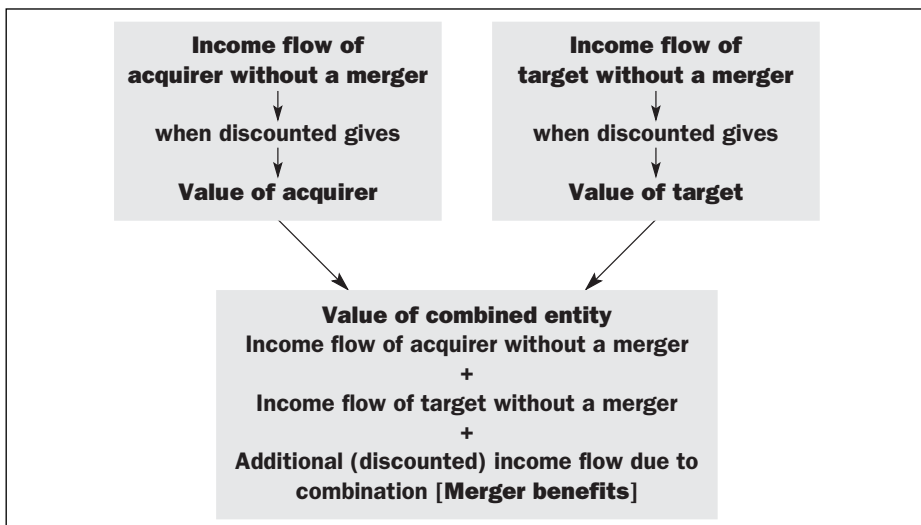 Income flow of
acquirer without a merger
when discounted gives
Value of acquirer
Income flow of
target without a merger
when discounted gives
Value of target
Value of combined entity
Income flow of acquirer without a merger
+
Income flow of target without a merger
+
Additional (discounted) income flow due to
combination [Merger benefits]